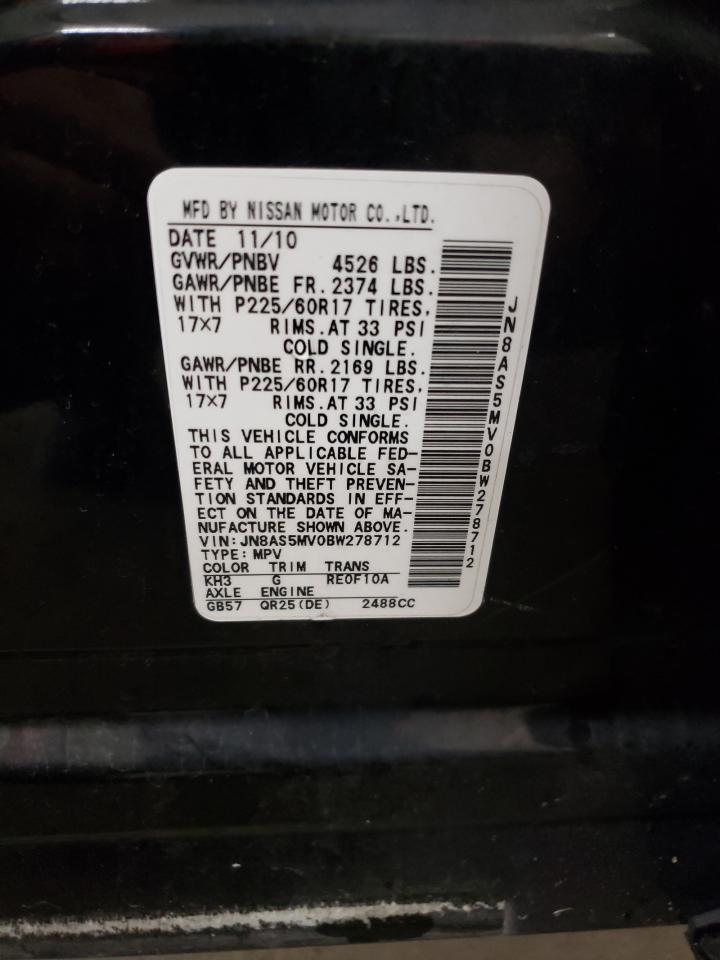 MFD BY NISSAN MOTOR CO.,LTD.
DATE 11/10
GVWR/PNBV 4526 LBS.
GAWR/PNBE FR. 2374 LBS.
WITH P225/60R17 TIRES.
17×7 RIMS.AT 33 PSI
COLD SINGLE.
GAWR/PNBE RR. 2169 LBS.
WITH P225/60R17 TIRES.
17×7 RIMS.AT 33 PSI
COLD SINGLE.
THIS VEHICLE CONFORMS
TO ALL APPLICABLE FED-
ERAL MOTOR VEHICLE SA-
FETY AND THEFT PREVEN-
TION STANDARDS IN EFF-
ECT ON THE DATE OF MA-
NUFACTURE SHOWN ABOVE.
VIN:JN8AS5MV0BW278712
TYPE:MPV
COLOR TRIM TRANS
KH3 G RE0F10A
AXLE ENGINE
GB57 QR25(DE) 2488CC
JN8AS5MV0BW278712